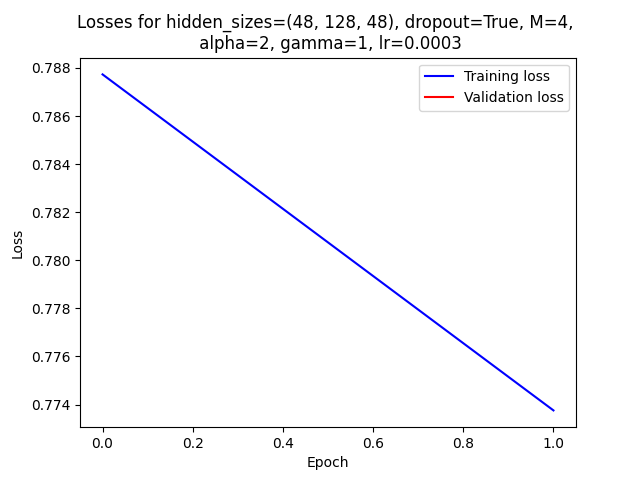 Losses for hidden_sizes=(48, 128, 48), dropout=True, M=4,
alpha=2, gamma=1, lr=0.0003
0.788
Training loss
Validation loss
0.786
0.784
0.782
0.780
0.778
0.776
0.774
Loss
0.0 0.2 0.4 0.6 0.8 1.0
Epoch